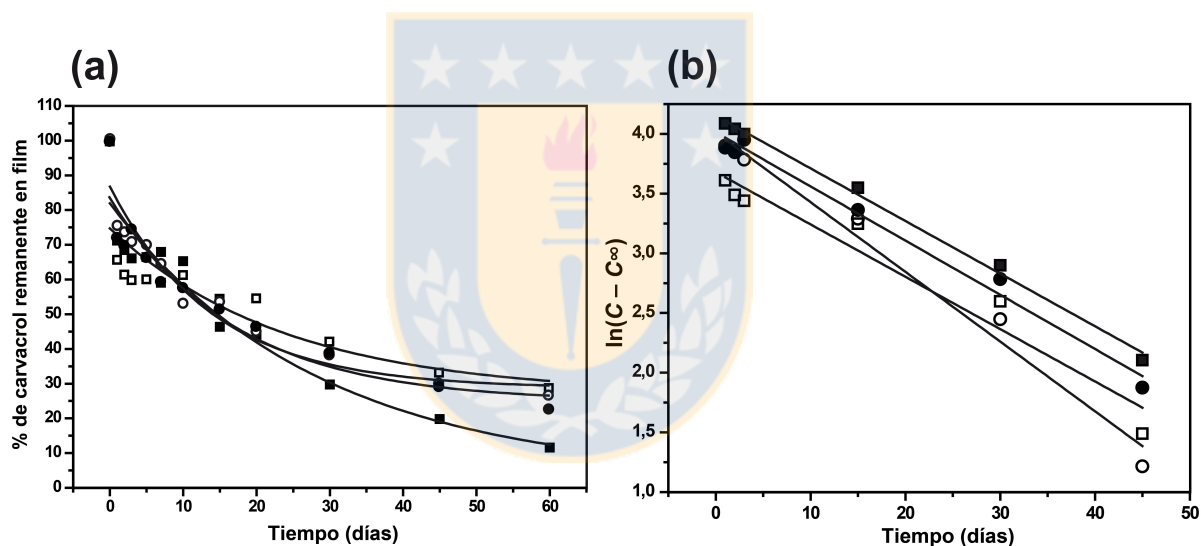 (a)
(b)
% de carvacrol remanente en film
110
100
90
80
70
60
50
40
30
20
10
0
0 10 20 30 40 50 60
Tiempo (días)
ln(C – C∞)
4,0
3,5
3,0
2,5
2,0
1,5
1,0
0 10 20 30 40 50
Tiempo (días)